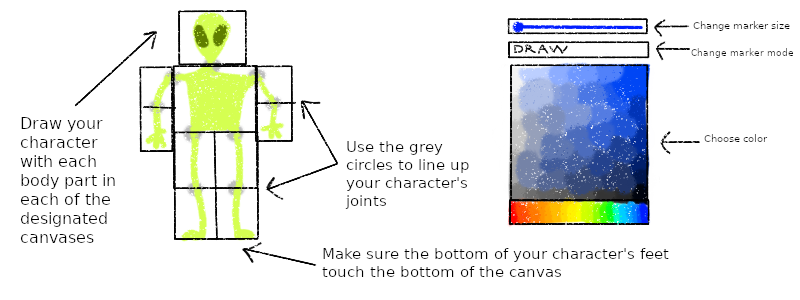 Change marker size
DRAW
Change marker mode
Draw your
character
with each
body part in
each of the
designated
canvases
Use the grey
circles to line up
your character's
joints
Choose color
Make sure the bottom of your character's feet
touch the bottom of the canvas